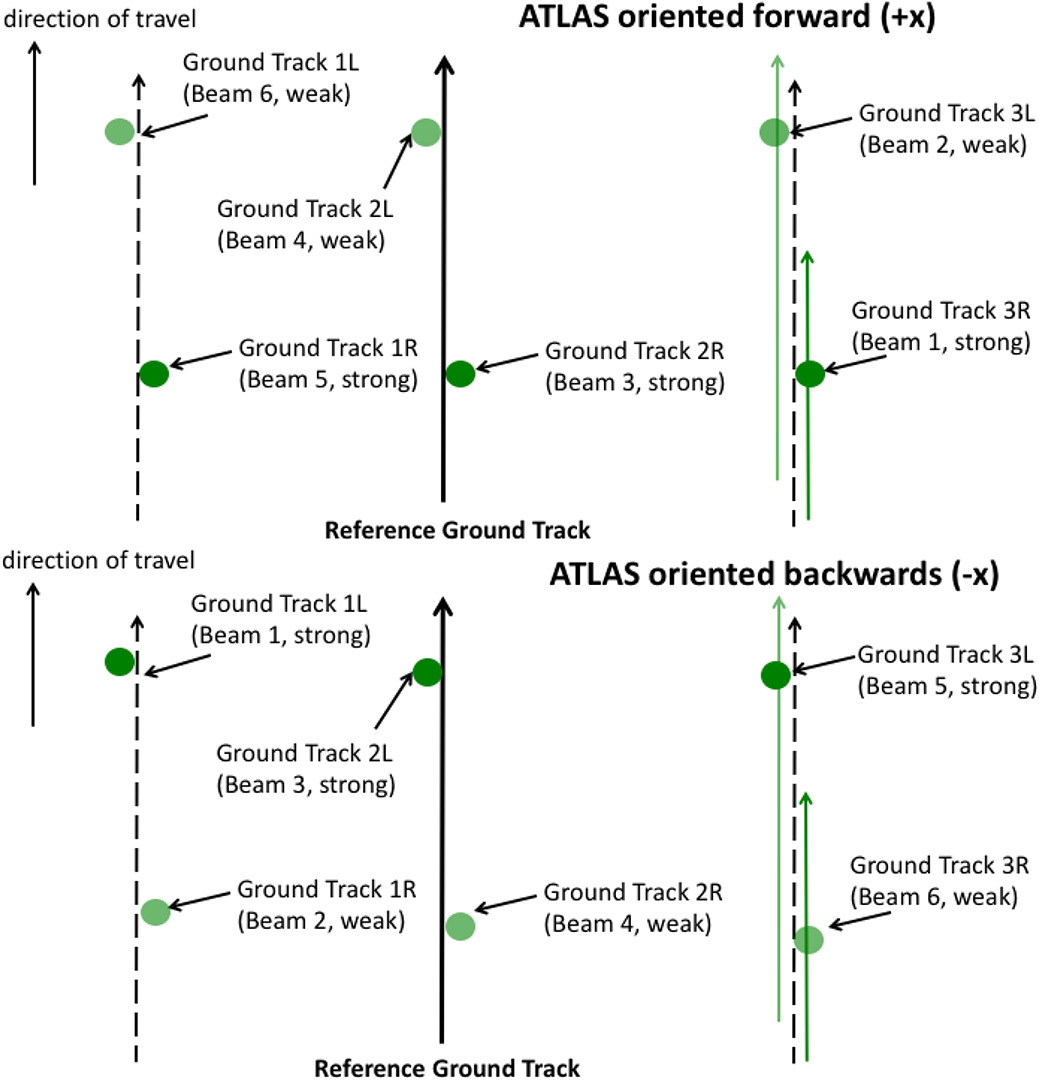 direction of travel
ATLAS oriented forward (+x)
Ground Track 1L
(Beam 6, weak)
Ground Track 3L
(Beam 2, weak)
Ground Track 2L
(Beam 4, weak)
Ground Track 3R
(Beam 1, strong)
Ground Track 1R
(Beam 5, strong)
Ground Track 2R
(Beam 3, strong)
Reference Ground Track
direction of travel
ATLAS oriented backwards (-x)
Ground Track 1L
(Beam 1, strong)
Ground Track 3L
(Beam 5, strong)
Ground Track 2L
(Beam 3, strong)
Ground Track 3R
(Beam 6, weak)
Ground Track 1R
(Beam 2, weak)
Ground Track 2R
(Beam 4, weak)
Reference Ground Track